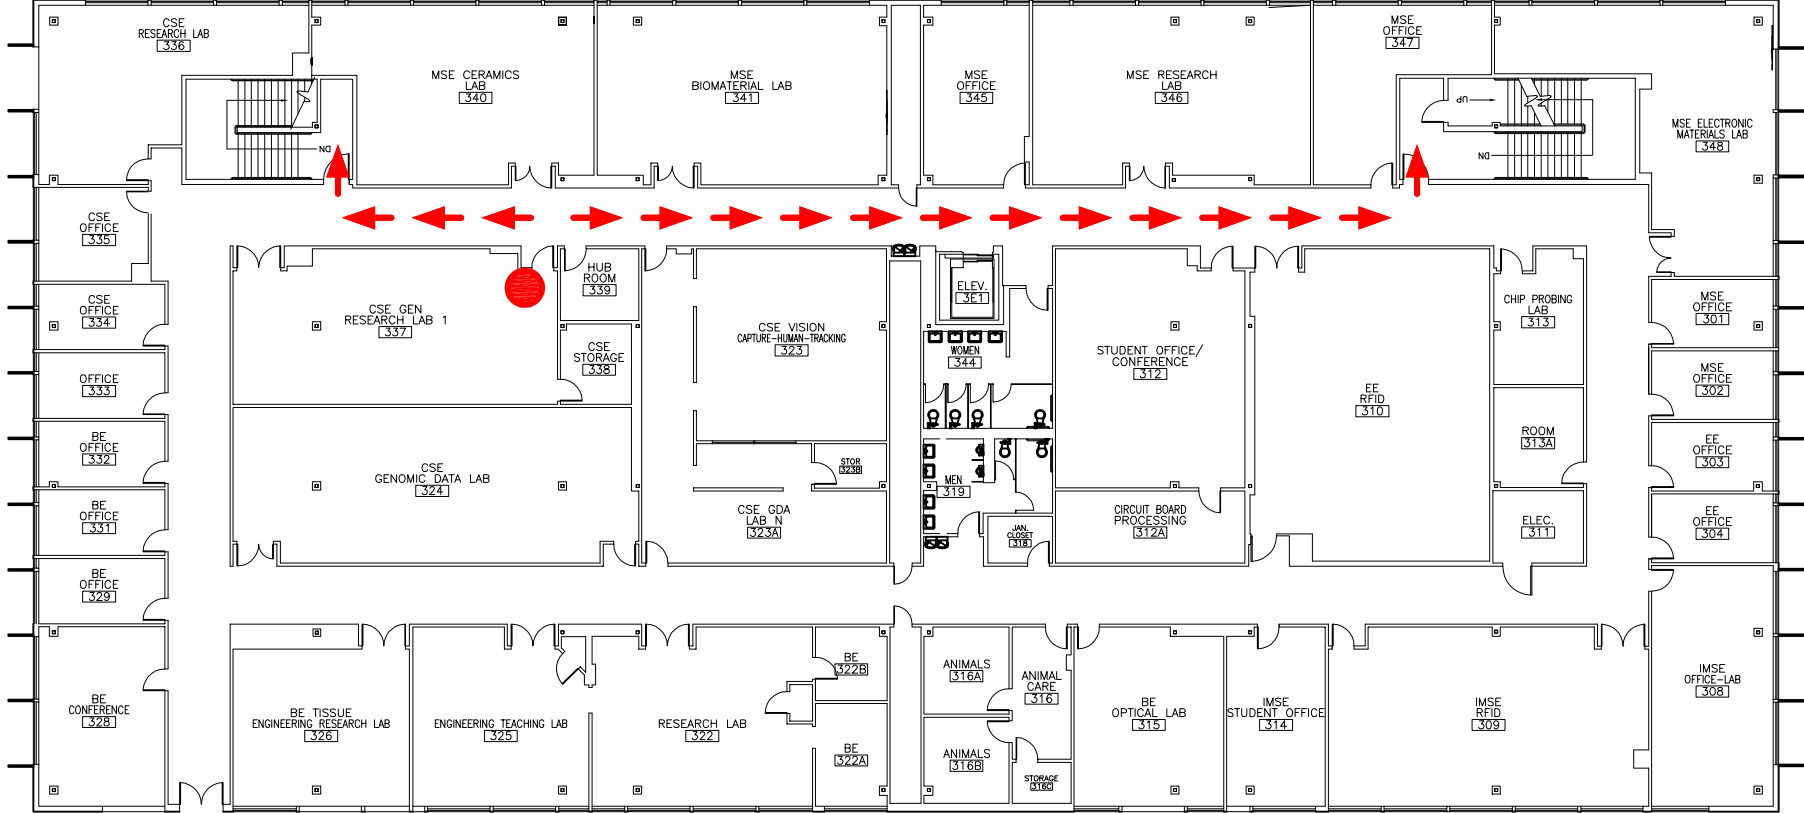 CSE
RESEARCH LAB
336
MSE CERAMICS
LAB
340
MSE
BIOMATERIAL LAB
341
MSE
OFFICE
345
MSE RESEARCH
LAB
346
MSE
OFFICE
347
MSE ELECTRONIC
MATERIALS LAB
348
DN
UP
DN
CSE
OFFICE
335
CSE
OFFICE
334
OFFICE
333
BE
OFFICE
332
BE
OFFICE
331
BE
OFFICE
329
BE
CONFERENCE
328
CSE GEN
RESEARCH LAB 1
337
HUB
ROOM
339
CSE
STORAGE
338
CSE
GENOMIC DATA LAB
324
CSE VISION
CAPTURE-HUMAN-TRACKING
323
STOR
323B
CSE GDA
LAB N
323A
ELEV.
3E1
WOMEN
344
MEN
319
JAN.
CLOSET
318
STUDENT OFFICE/
CONFERENCE
312
CIRCUIT BOARD
PROCESSING
312A
EE
RFID
310
CHIP PROBING
LAB
313
ROOM
313A
ELEC.
311
MSE
OFFICE
301
MSE
OFFICE
302
EE
OFFICE
303
EE
OFFICE
304
IMSE
OFFICE-LAB
308
BE TISSUE
ENGINEERING RESEARCH LAB
326
ENGINEERING TEACHING LAB
325
RESEARCH LAB
322
BE
322B
BE
322A
ANIMALS
316A
ANIMALS
316B
ANIMAL
CARE
316
STORAGE
316C
BE
OPTICAL LAB
315
IMSE
STUDENT OFFICE
314
IMSE
RFID
309